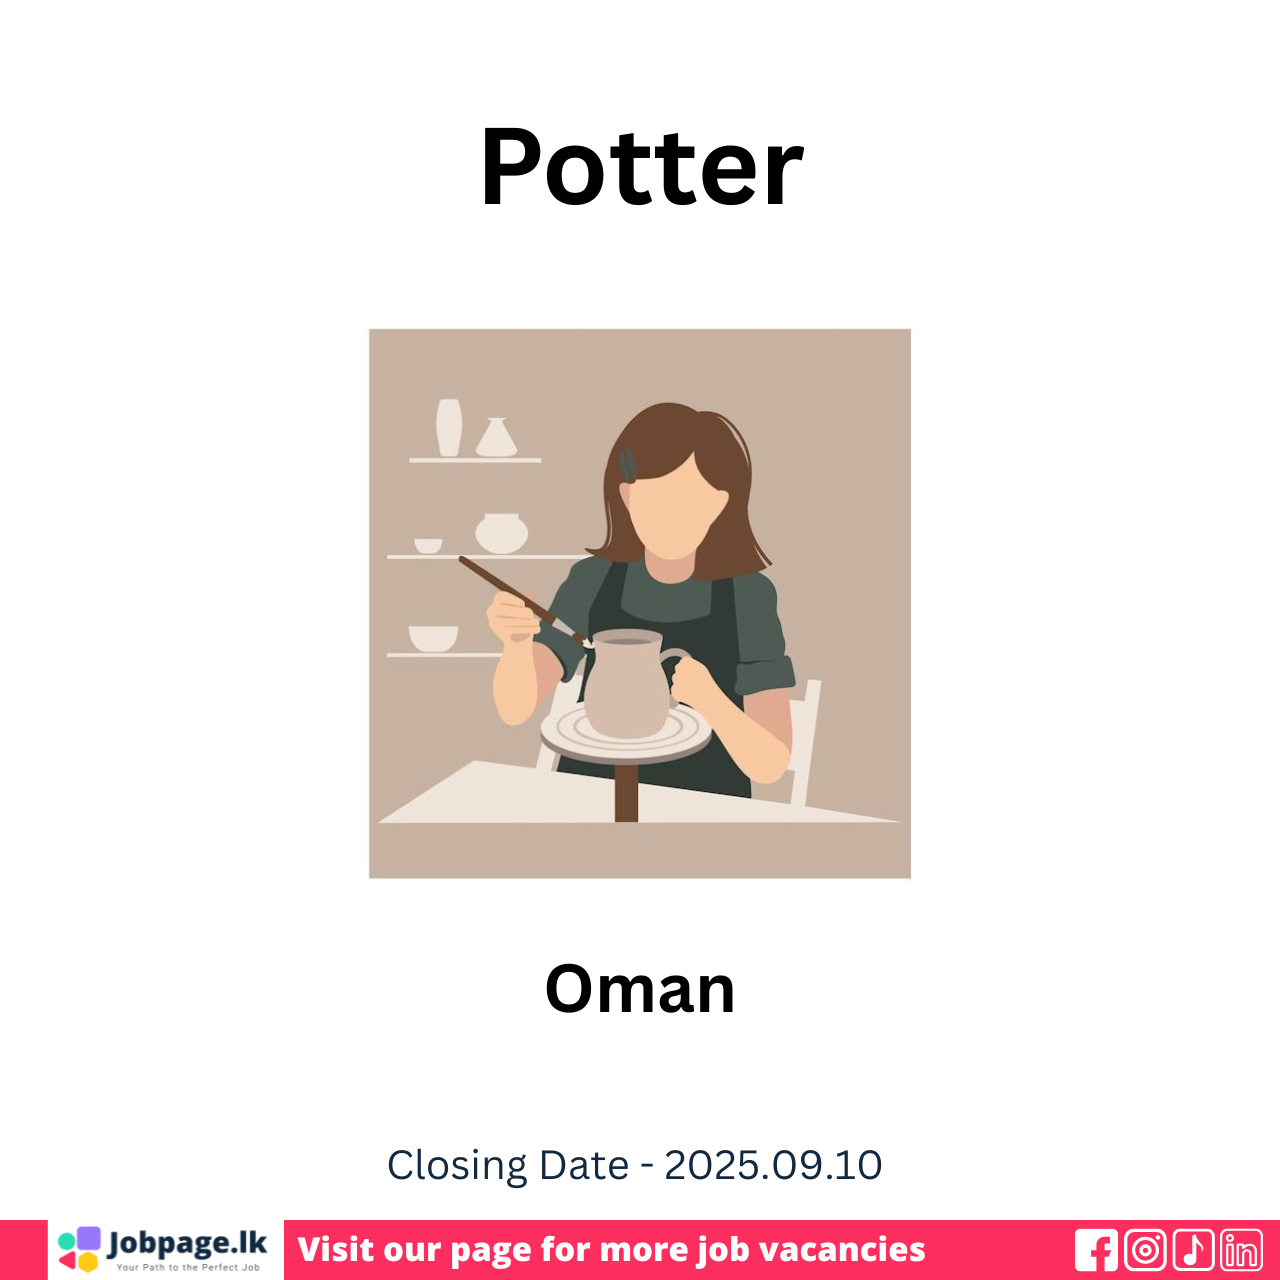 Potter
Oman
Closing Date - 2025.09.10
Jobpage.lk
Your Path to the Perfect Job
Visit our page for more job vacancies